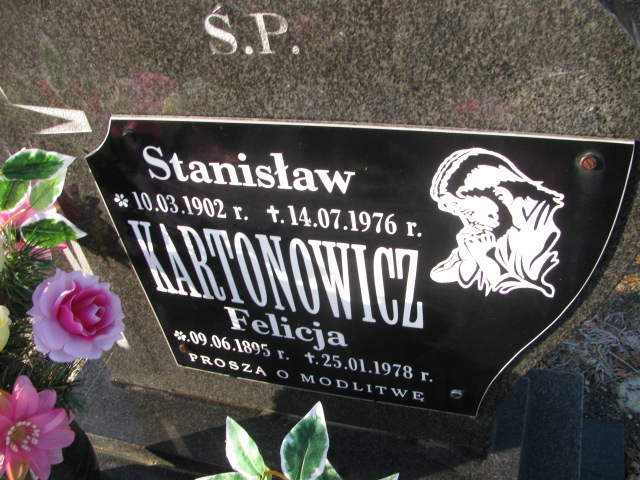 Ś.P.
Stanisław
* 10.03.1902 r. † 14.07.1976 r.
KARTONOWICZ
Felicja
* 09.06.1895 r. † 25.01.1978 r.
PROSZĄ O MODLITWĘ